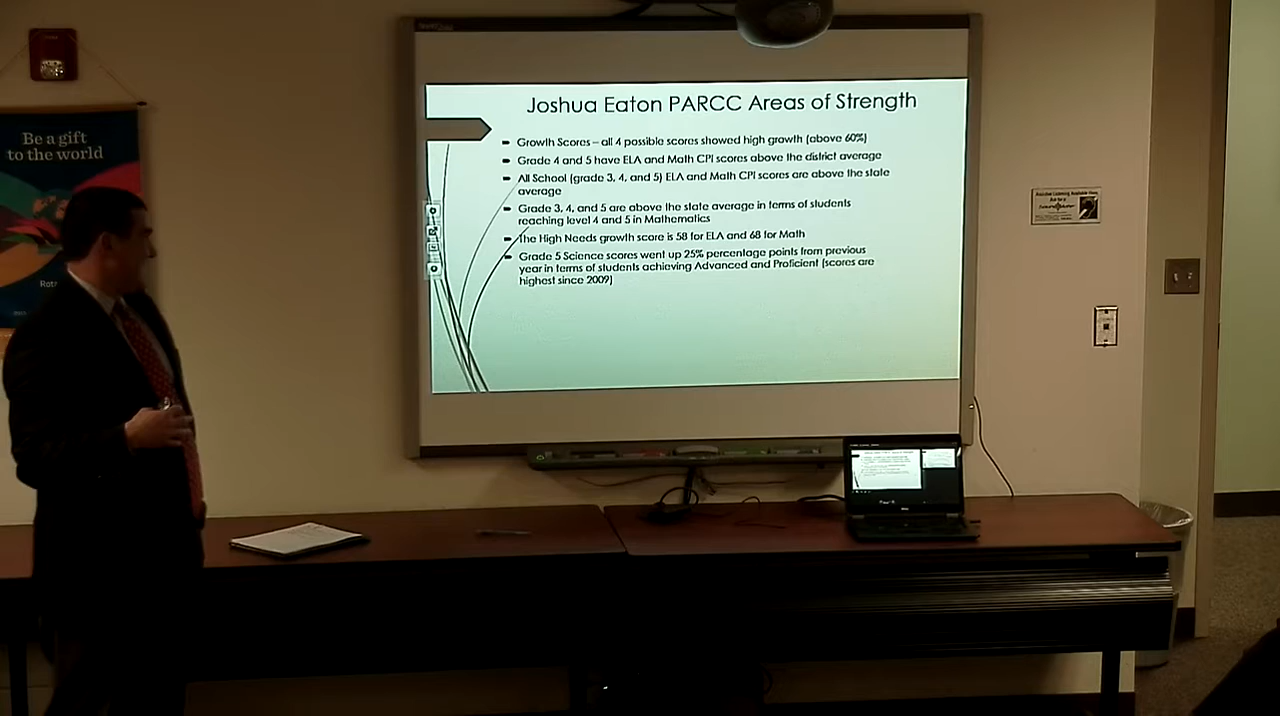 Joshua Eaton PARCC Areas of Strength
Growth Scores – all 4 possible scores showed high growth (above 60%)
Grade 4 and 5 have ELA and Math CPI scores above the district average
All School (grade 3, 4, and 5) ELA and Math CPI scores are above the state
average
Grade 3, 4, and 5 are above the state average in terms of students
reaching level 4 and 5 in Mathematics
The High Needs growth score is 58 for ELA and 68 for Math
Grade 5 Science scores went up 25% percentage points from previous
year in terms of students achieving Advanced and Proficient (scores are
highest since 2009)
Be a gift
to the world